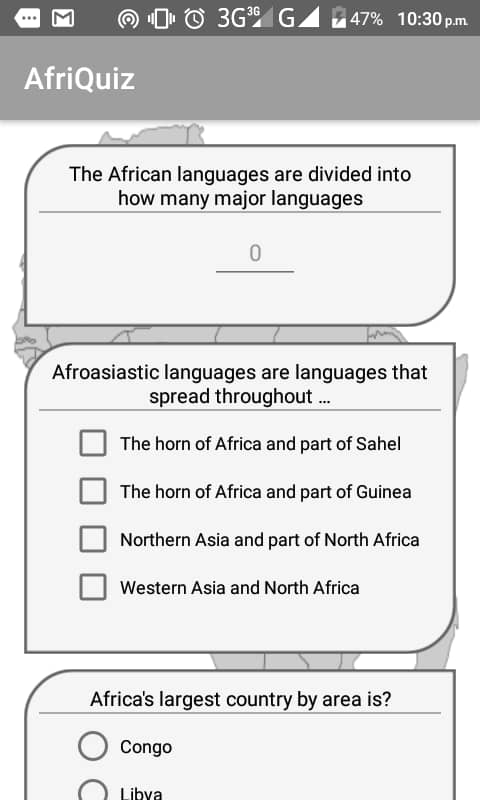 3G 3G G 47% 10:30 p.m.
AfriQuiz
The African languages are divided into
how many major languages
0
Afroasiastic languages are languages that
spread throughout ...
The horn of Africa and part of Sahel
The horn of Africa and part of Guinea
Northern Asia and part of North Africa
Western Asia and North Africa
Africa's largest country by area is?
Congo
Libya